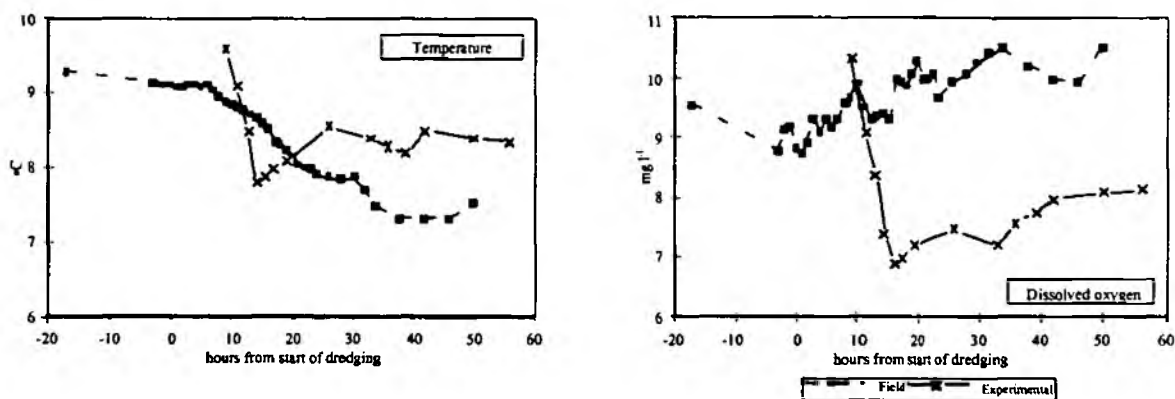 10
9
8
7
6
°C
Temperature
-20 -10 0 10 20 30 40 50 60
hours from start of dredging
11
10
9
8
7
6
mg l⁻¹
Dissolved oxygen
-20 -10 0 10 20 30 40 50 60
hours from start of dredging
Field Experimental